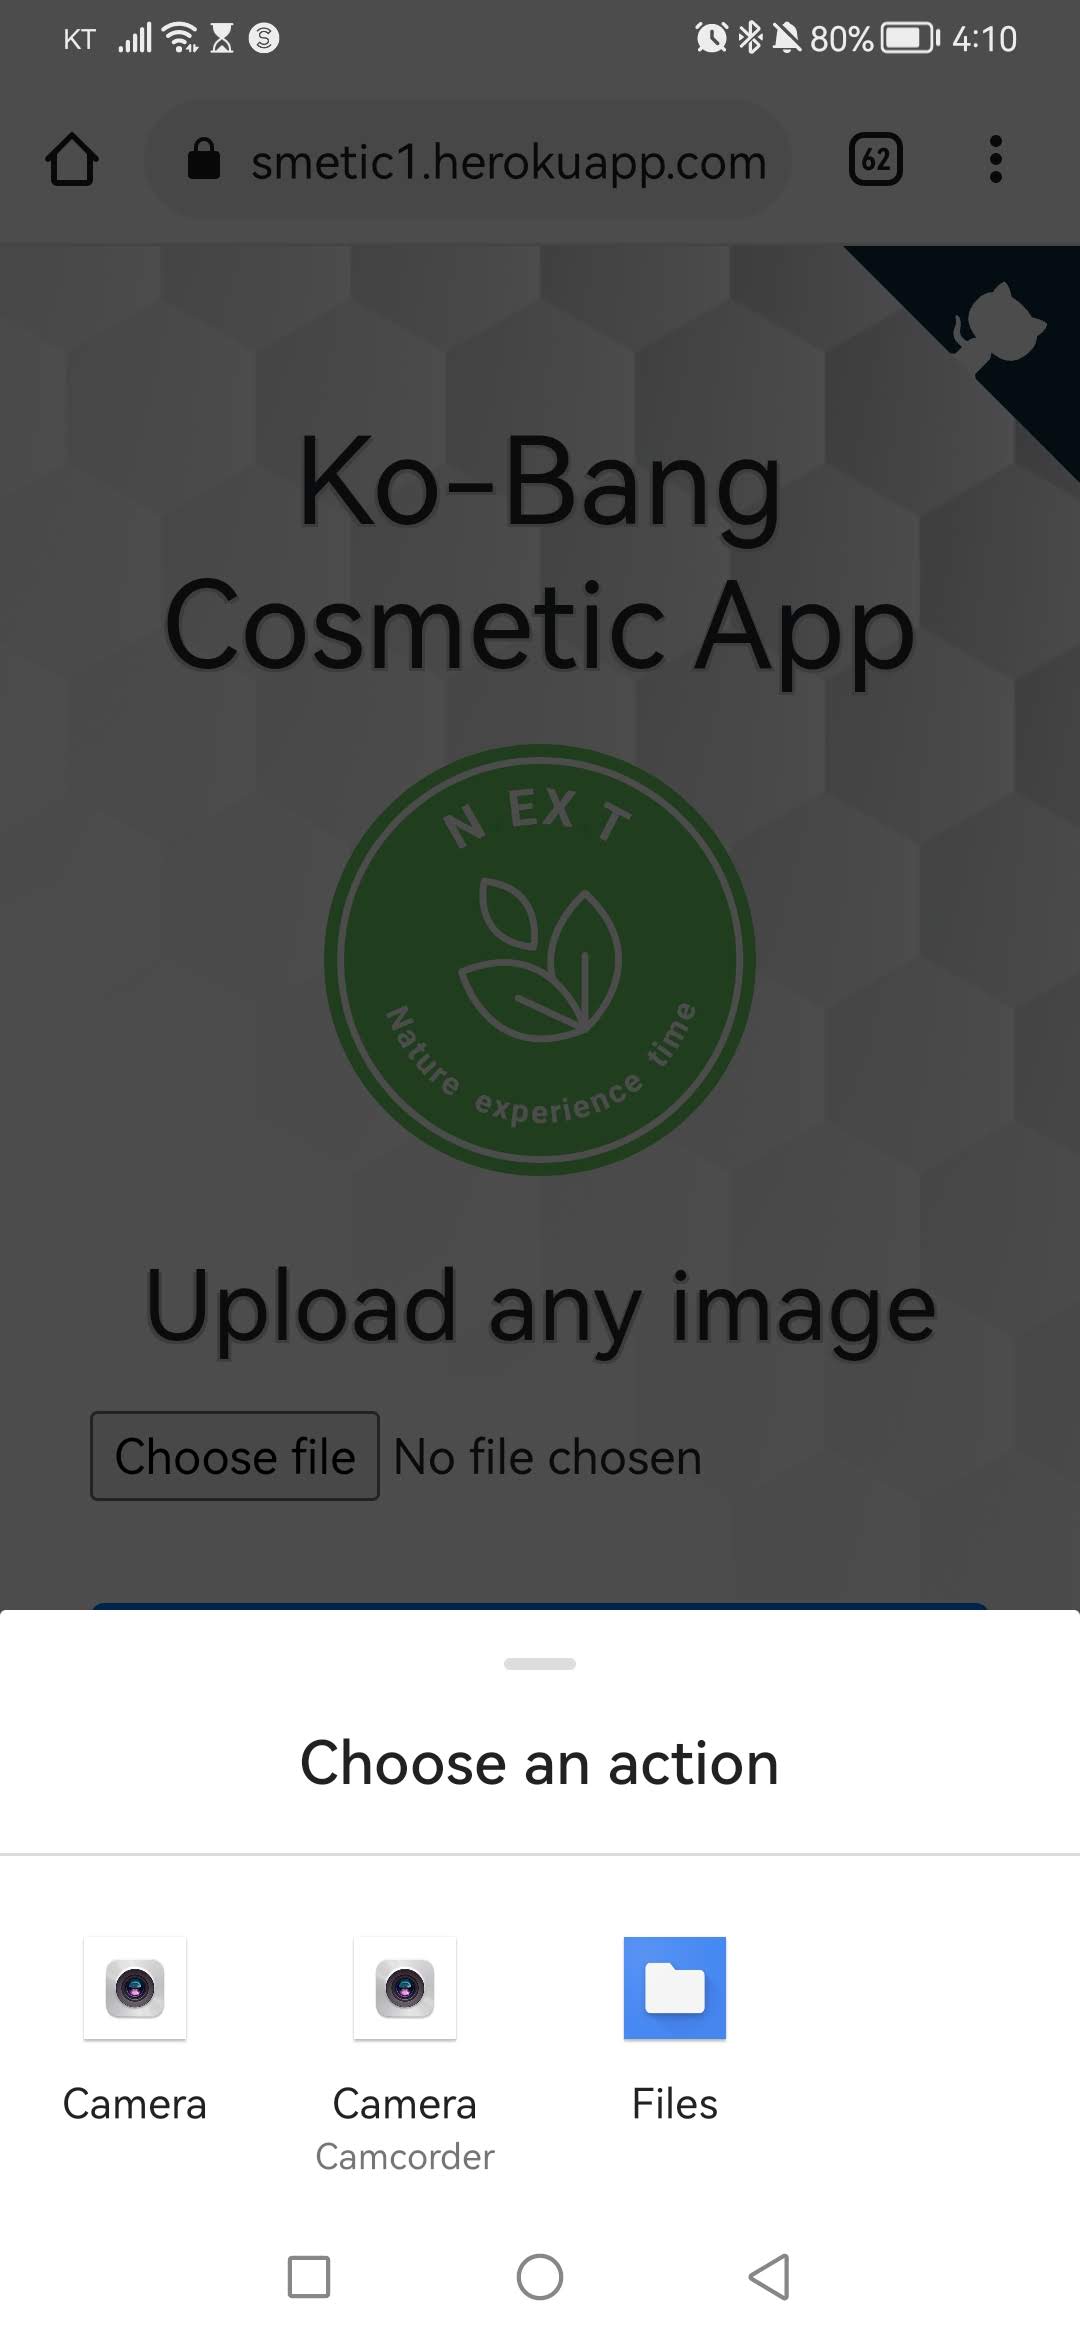 KT 80% 4:10
smetic1.herokuapp.com 62
Ko-Bang
Cosmetic App
N EX T
Nature experience time
Upload any image
Choose file No file chosen
Choose an action
Camera Camera Files
Camcorder